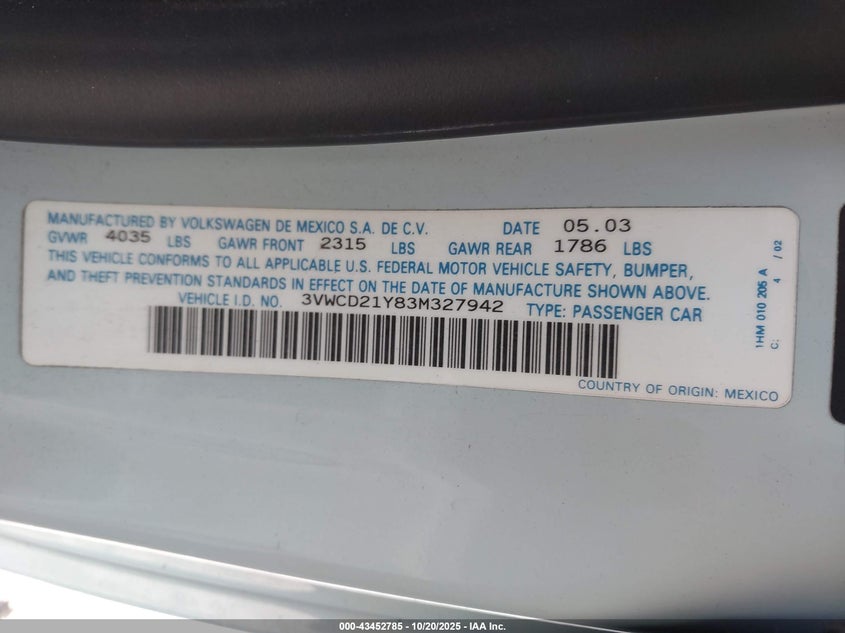 MANUFACTURED BY VOLKSWAGEN DE MEXICO S.A. DE C.V. DATE 05.03
GVWR 4035 LBS GAWR FRONT 2315 LBS GAWR REAR 1786 LBS
THIS VEHICLE CONFORMS TO ALL APPLICABLE U.S. FEDERAL MOTOR VEHICLE SAFETY, BUMPER,
AND THEFT PREVENTION STANDARDS IN EFFECT ON THE DATE OF MANUFACTURE SHOWN ABOVE.
VEHICLE I.D. NO. 3VWCD21Y83M327942 TYPE: PASSENGER CAR
COUNTRY OF ORIGIN: MEXICO
1HM 010 205 A
C: 4 / 02
000-43452785 - 10/20/2025 - IAA Inc.